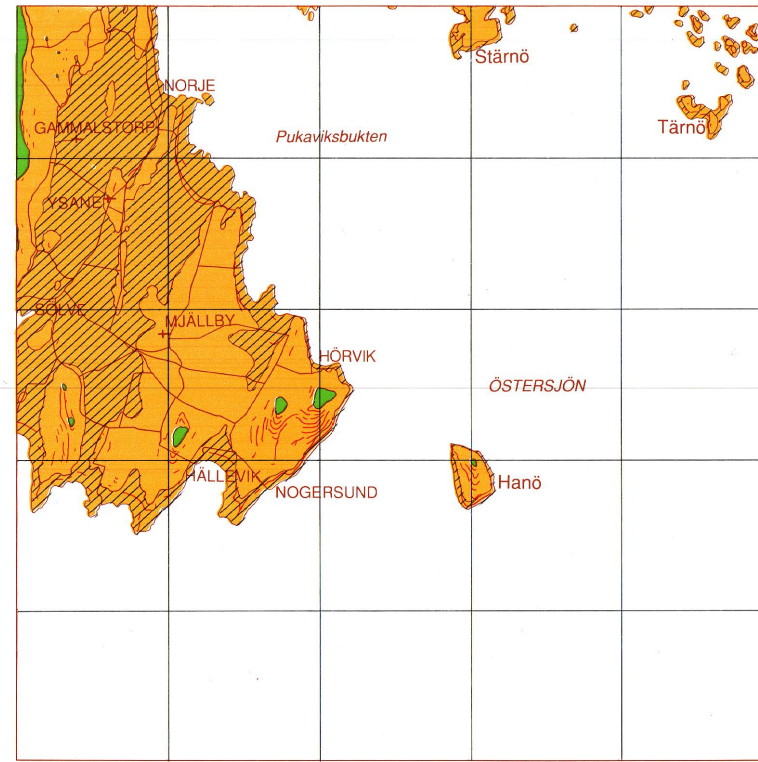 Stärnö
NORJE
GAMMALSTORP
Pukaviksbukten
Tärnö
YSANE
SÖLVE
MJÄLLBY
HÖRVIK
ÖSTERSJÖN
HÄLLEVIK
Hanö
NOGERSUND